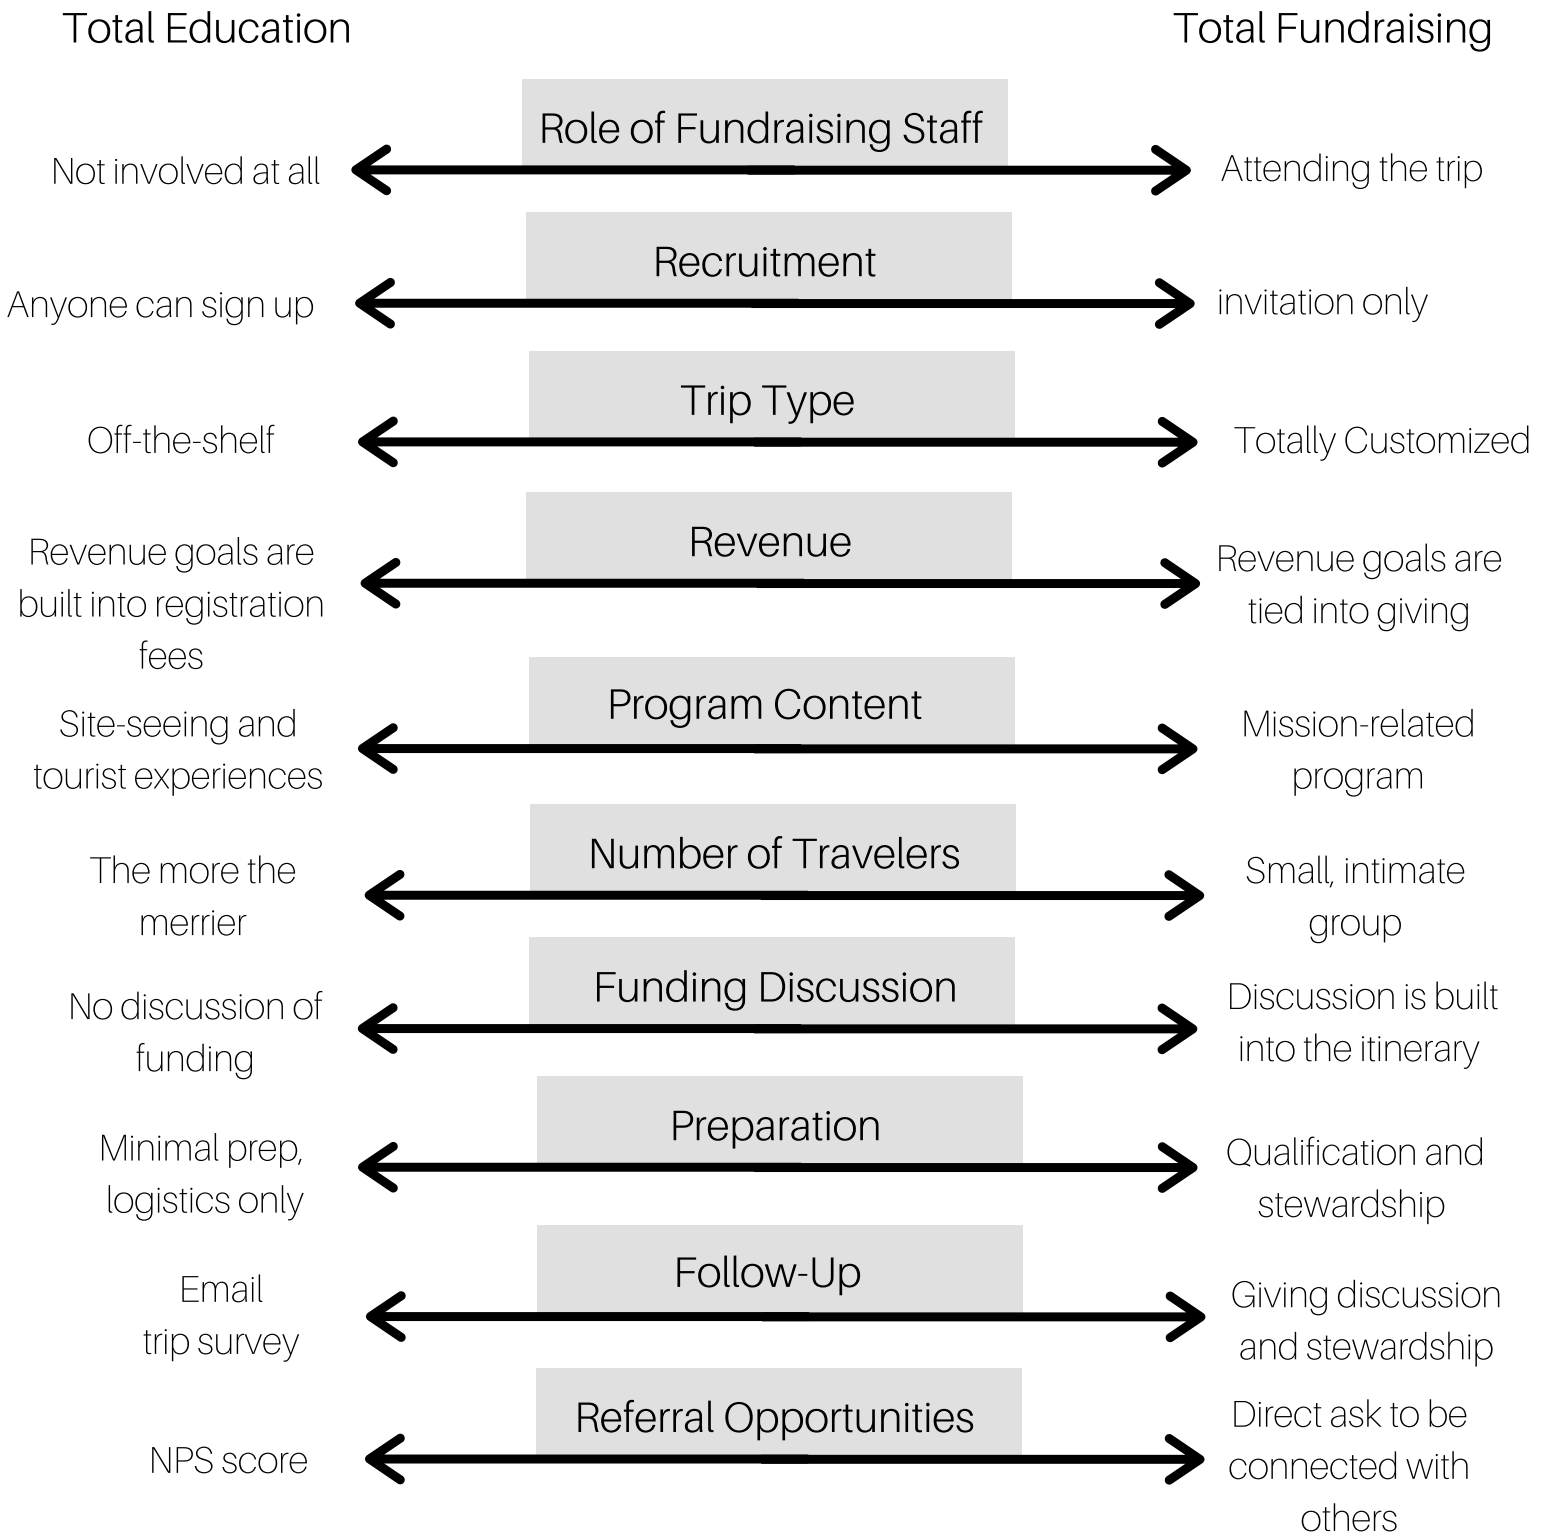 Total Education
Total Fundraising
Role of Fundraising Staff
Not involved at all
Attending the trip
Recruitment
Anyone can sign up
invitation only
Trip Type
Off-the-shelf
Totally Customized
Revenue
Revenue goals are
built into registration
fees
Revenue goals are
tied into giving
Program Content
Site-seeing and
tourist experiences
Mission-related
program
Number of Travelers
The more the
merrier
Small, intimate
group
Funding Discussion
No discussion of
funding
Discussion is built
into the itinerary
Preparation
Minimal prep,
logistics only
Qualification and
stewardship
Follow-Up
Email
trip survey
Giving discussion
and stewardship
Referral Opportunities
NPS score
Direct ask to be
connected with
others